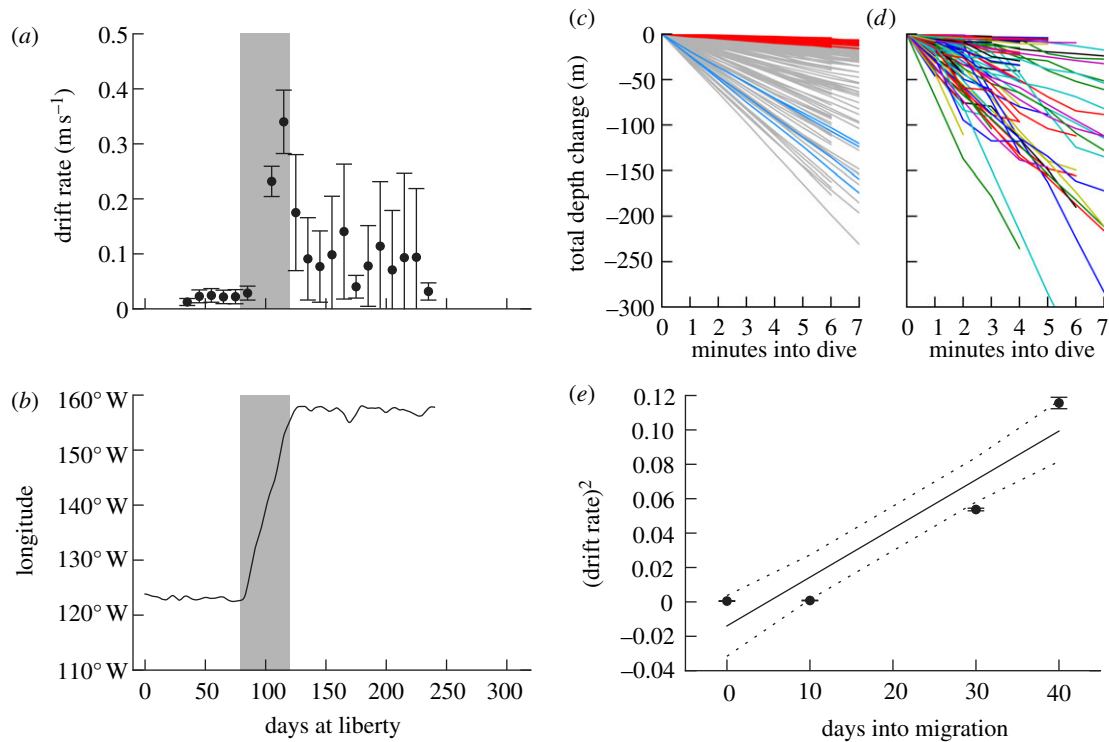 (a)
0.5
0.4
0.3
0.2
0.1
0
drift rate (m s⁻¹)
(b)
160° W
150° W
140° W
130° W
120° W
110° W
longitude
0 50 100 150 200 250 300
days at liberty
(c)
0
–50
–100
–150
–200
–250
–300
total depth change (m)
0 1 2 3 4 5 6 7
minutes into dive
(d)
0 1 2 3 4 5 6 7
minutes into dive
(e)
0.12
0.10
0.08
0.06
0.04
0.02
0
–0.02
–0.04
(drift rate)²
0 10 20 30 40
days into migration